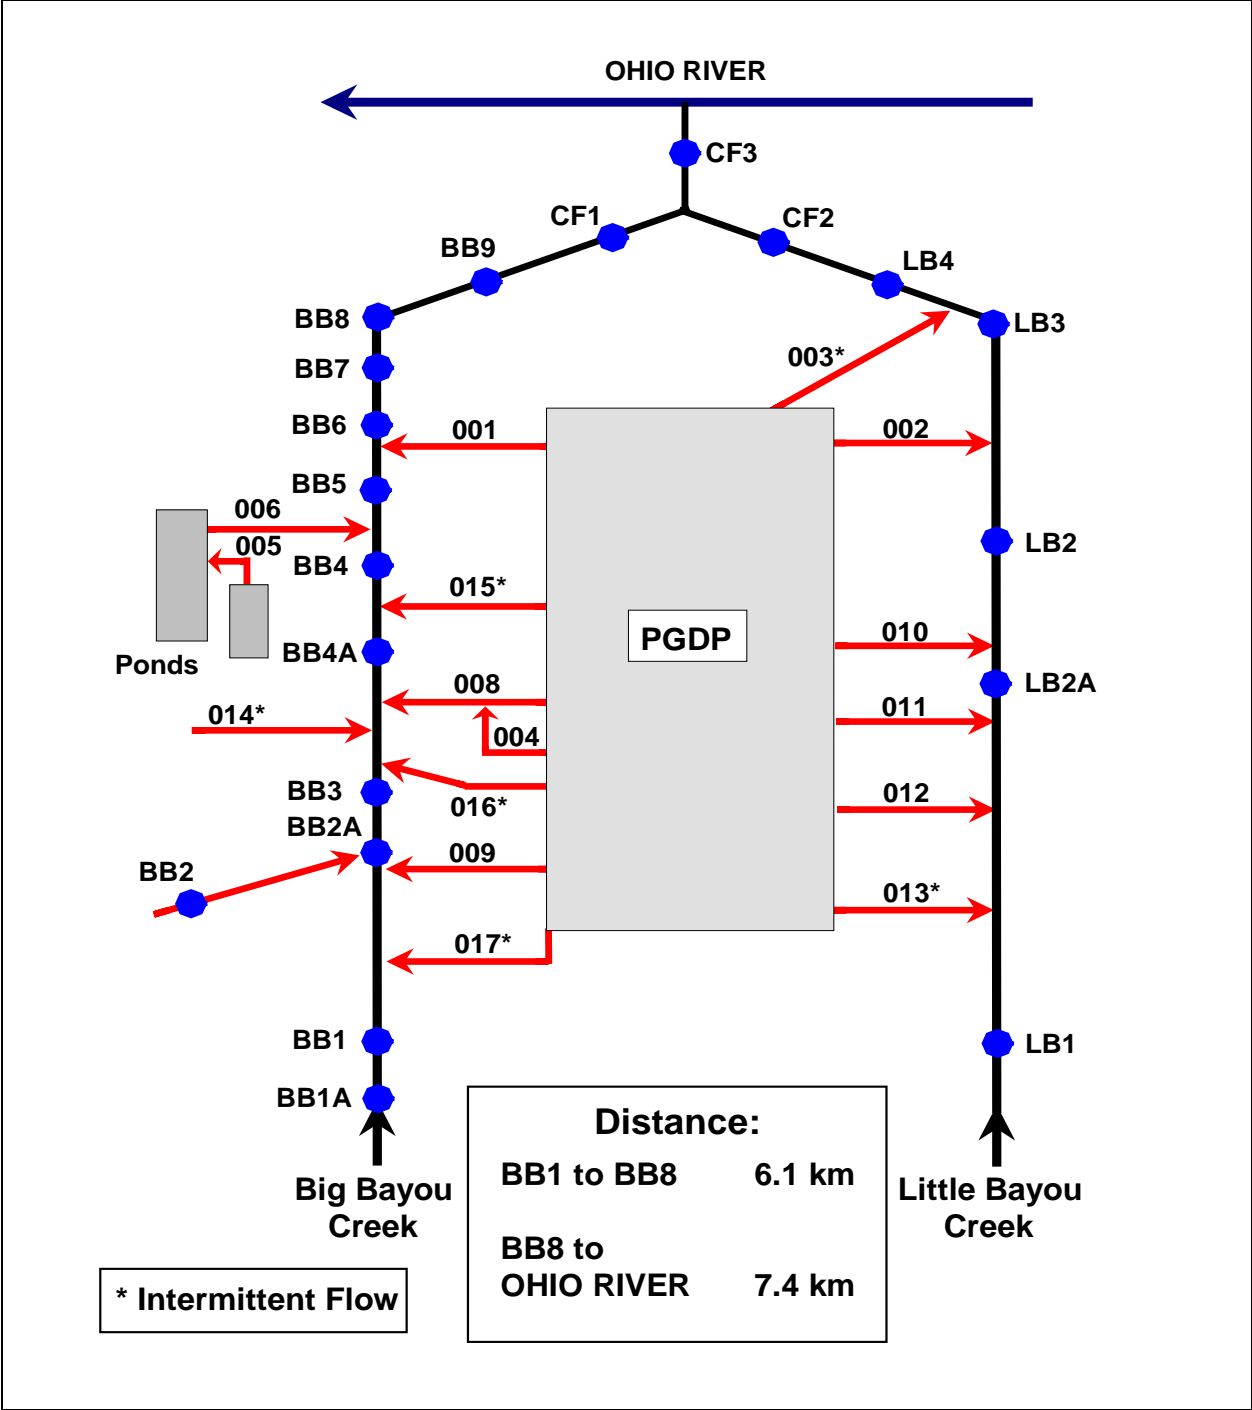 OHIO RIVER
CF3
CF1
CF2
BB9
LB4
BB8
LB3
BB7
003*
BB6
001
002
BB5
006
005
BB4
LB2
015*
PGDP
010
BB4A
Ponds
LB2A
008
011
014*
004
BB3
016*
012
BB2A
009
BB2
013*
017*
BB1
LB1
BB1A
Distance:
BB1 to BB8 6.1 km
BB8 to
OHIO RIVER 7.4 km
Big Bayou
Creek
Little Bayou
Creek
* Intermittent Flow